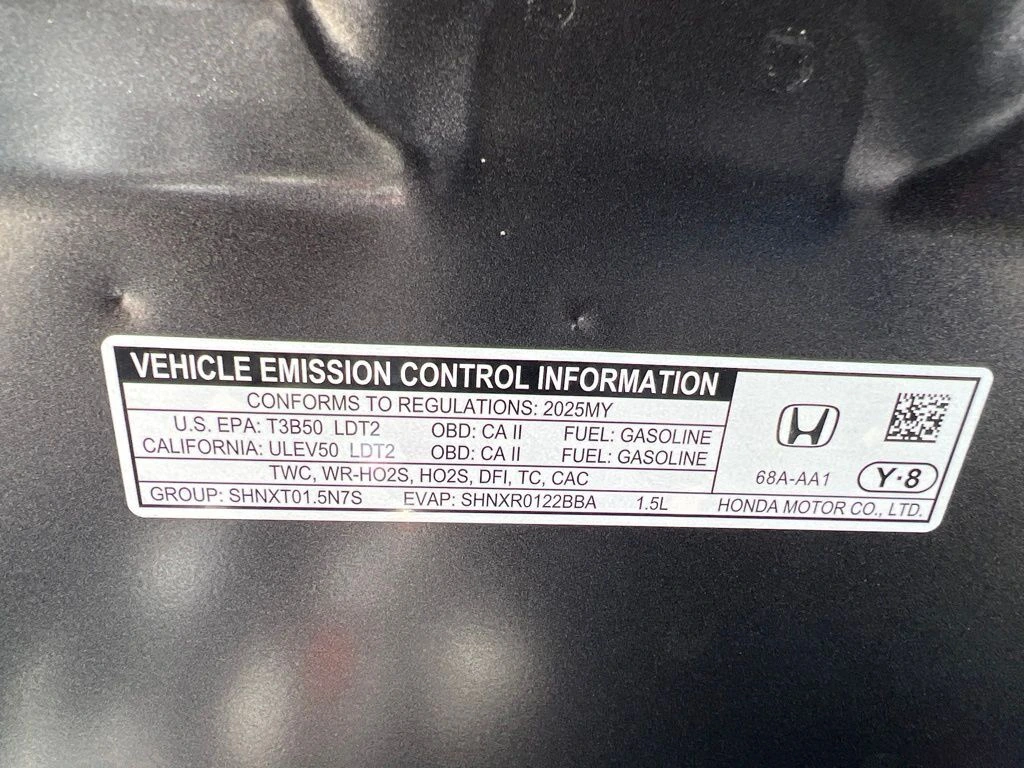 VEHICLE EMISSION CONTROL INFORMATION
CONFORMS TO REGULATIONS: 2025MY
U.S. EPA: T3B50 LDT2 OBD: CA II FUEL: GASOLINE
CALIFORNIA: ULEV50 LDT2 OBD: CA II FUEL: GASOLINE
TWC, WR-HO2S, HO2S, DFI, TC, CAC
GROUP: SHNXT01.5N7S EVAP: SHNXR0122BBA 1.5L
68A-AA1 Y·8
HONDA MOTOR CO., LTD.